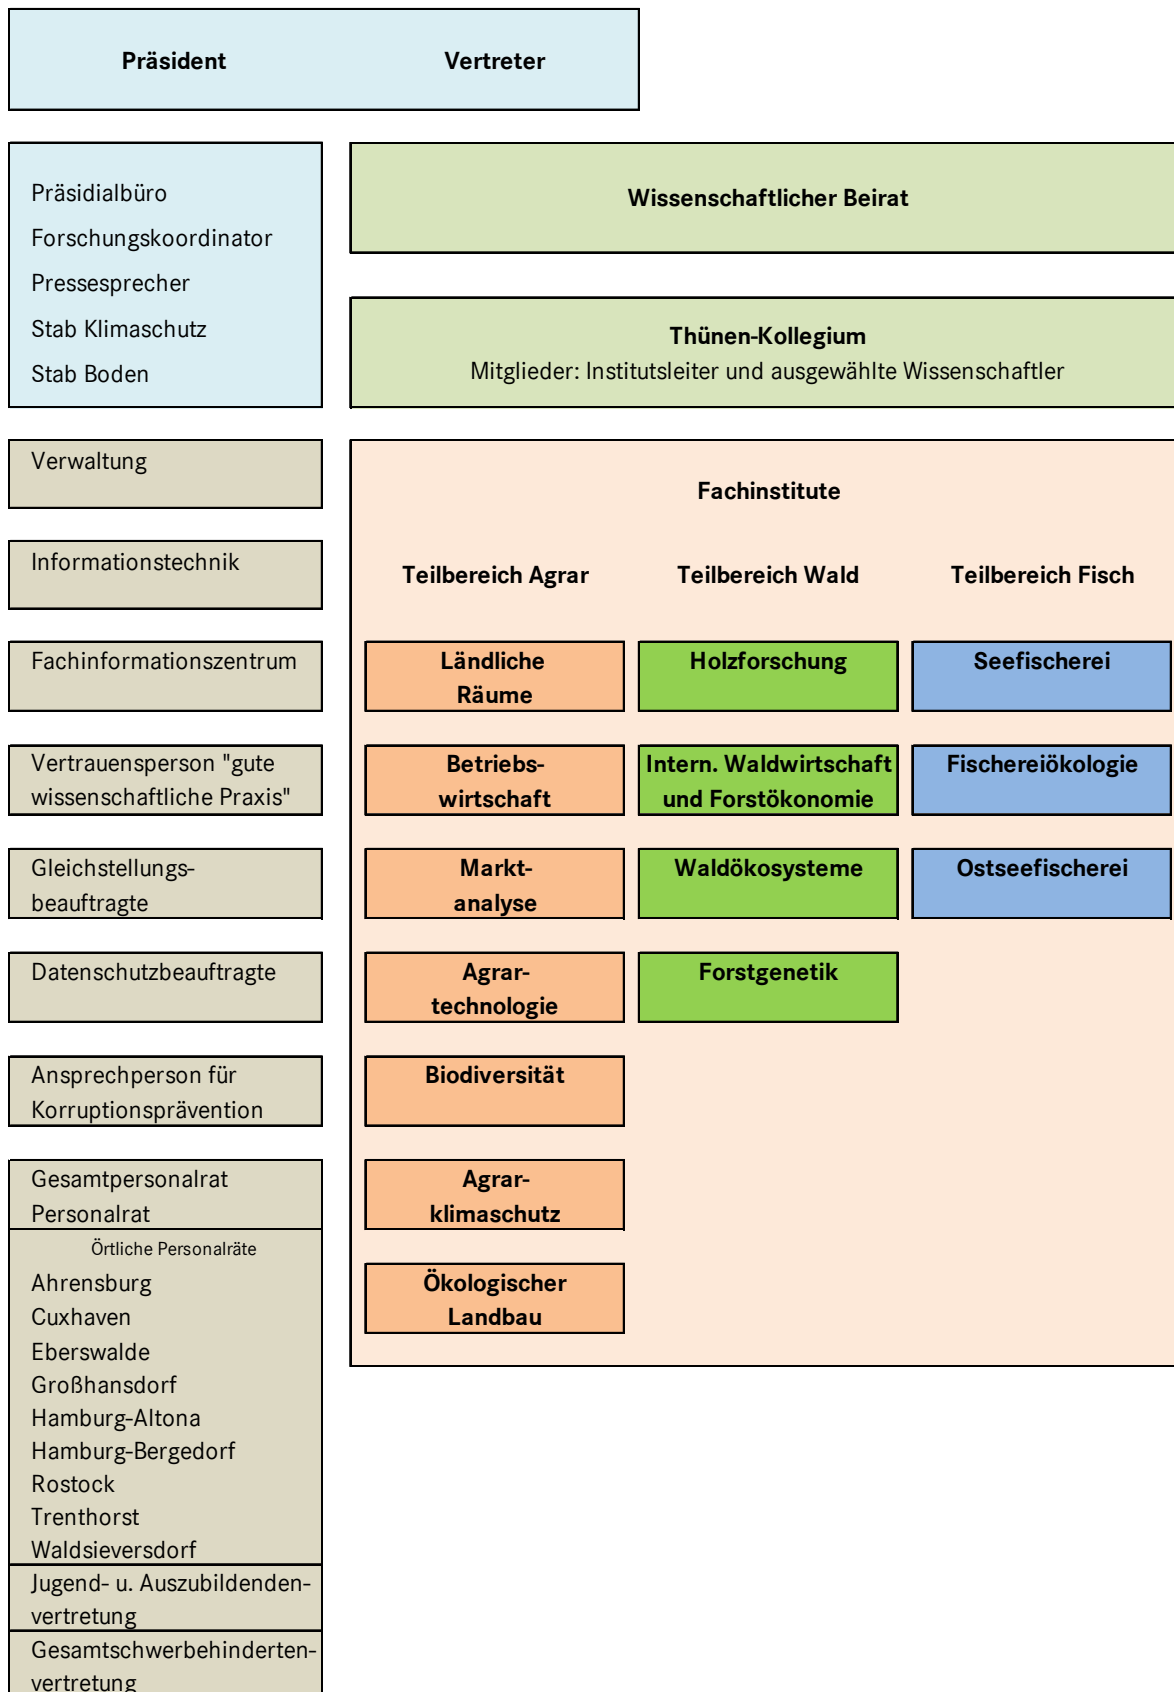 Präsident Vertreter
Präsidialbüro
Forschungskoordinator
Pressesprecher
Stab Klimaschutz
Stab Boden
Wissenschaftlicher Beirat
Thünen-Kollegium
Mitglieder: Institutsleiter und ausgewählte Wissenschaftler
Verwaltung
Informationstechnik
Fachinformationszentrum
Vertrauensperson "gute
wissenschaftliche Praxis"
Gleichstellungs-
beauftragte
Datenschutzbeauftragte
Ansprechperson für
Korruptionsprävention
Gesamtpersonalrat
Personalrat
Örtliche Personalräte
Ahrensburg
Cuxhaven
Eberswalde
Großhansdorf
Hamburg-Altona
Hamburg-Bergedorf
Rostock
Trenthorst
Waldsieversdorf
Jugend- u. Auszubildenden-
vertretung
Gesamtschwerbehinderten-
vertretung
Fachinstitute
Teilbereich Agrar
Ländliche
Räume
Betriebs-
wirtschaft
Markt-
analyse
Agrar-
technologie
Biodiversität
Agrar-
klimaschutz
Ökologischer
Landbau
Teilbereich Wald
Holzforschung
Intern. Waldwirtschaft
und Forstökonomie
Waldökosysteme
Forstgenetik
Teilbereich Fisch
Seefischerei
Fischereiökologie
Ostseefischerei